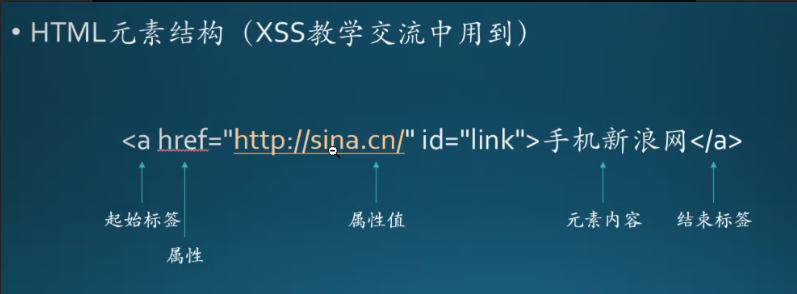 • HTML元素结构（XSS教学交流中用到）
<a href="http://sina.cn/" id="link">手机新浪网</a>
起始标签 属性值 元素内容 结束标签
属性